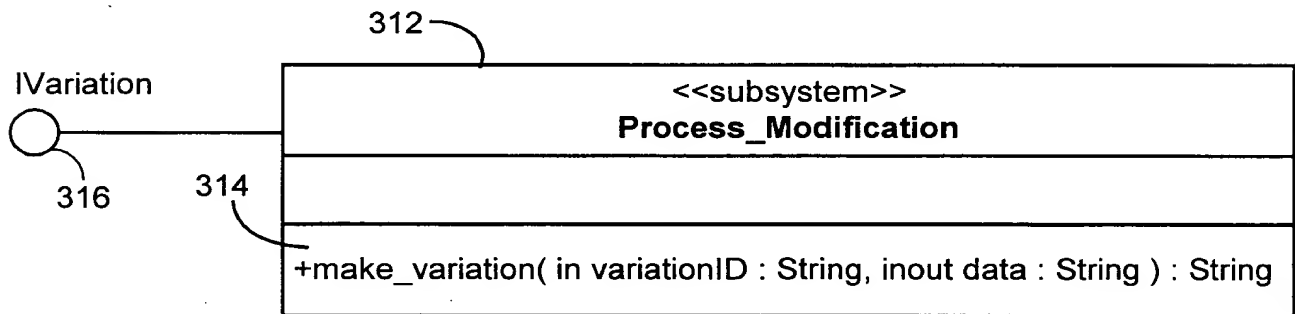 312
IVariation
<<subsystem>>
Process_Modification
316
314
+make_variation( in variationID : String, inout data : String ) : String